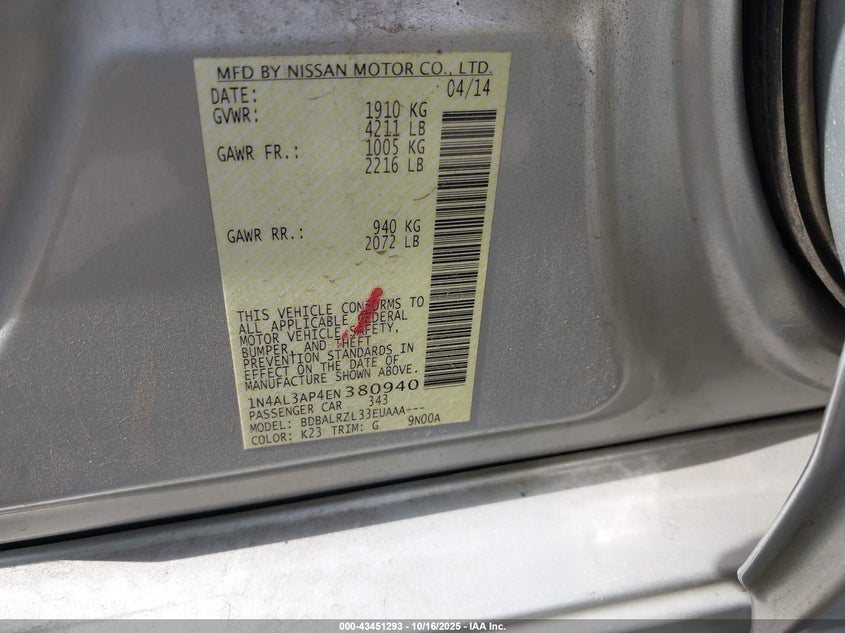 MFD BY NISSAN MOTOR CO., LTD.
DATE: 04/14
GVWR: 1910 KG
4211 LB
GAWR FR.: 1005 KG
2216 LB
GAWR RR.: 940 KG
2072 LB
THIS VEHICLE CONFORMS TO
ALL APPLICABLE FEDERAL
MOTOR VEHICLE SAFETY,
BUMPER, AND THEFT
PREVENTION STANDARDS IN
EFFECT ON THE DATE OF
MANUFACTURE SHOWN ABOVE.
1N4AL3AP4EN380940
PASSENGER CAR 343
MODEL: BDBALRZL33EUAAA---
COLOR: K23 TRIM: G 9N00A
000-43451293 - 10/16/2025 - IAA Inc.